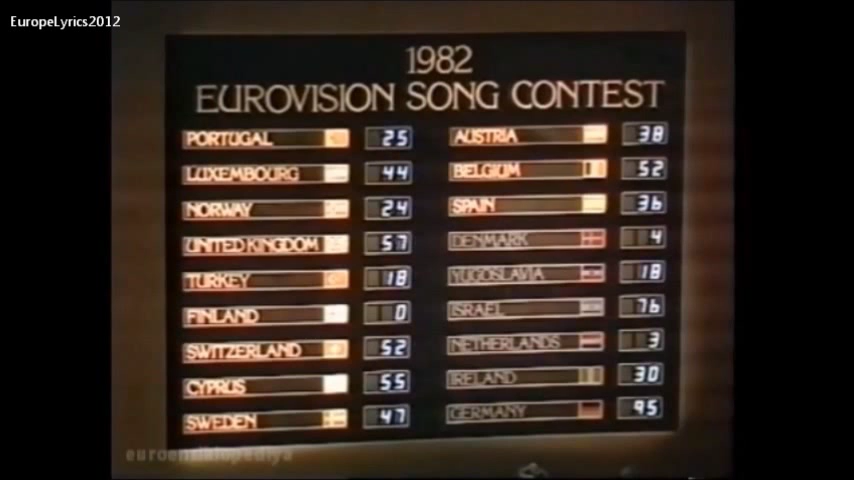 EuropeLyrics2012
1982
EUROVISION SONG CONTEST
PORTUGAL 25
LUXEMBOURG 44
NORWAY 24
UNITED KINGDOM 57
TURKEY 18
FINLAND 0
SWITZERLAND 52
CYPRUS 55
SWEDEN 47
AUSTRIA 38
BELGIUM 52
SPAIN 36
DENMARK 4
YUGOSLAVIA 18
ISRAEL 76
NETHERLANDS 3
IRELAND 30
GERMANY 95